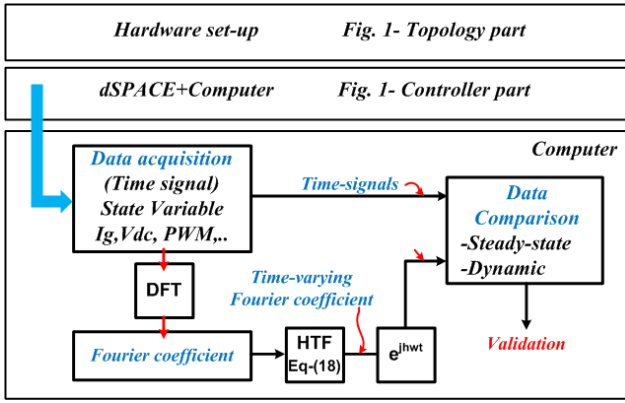 Hardware set-up Fig. 1- Topology part
dSPACE+Computer Fig. 1- Controller part
Computer
Data acquisition
(Time signal)
State Variable
Ig,Vdc, PWM,..
Time-signals
Data
Comparison
-Steady-state
-Dynamic
DFT
Time-varying
Fourier coefficient
Fourier coefficient
HTF
Eq-(18)
e^jhwt
Validation